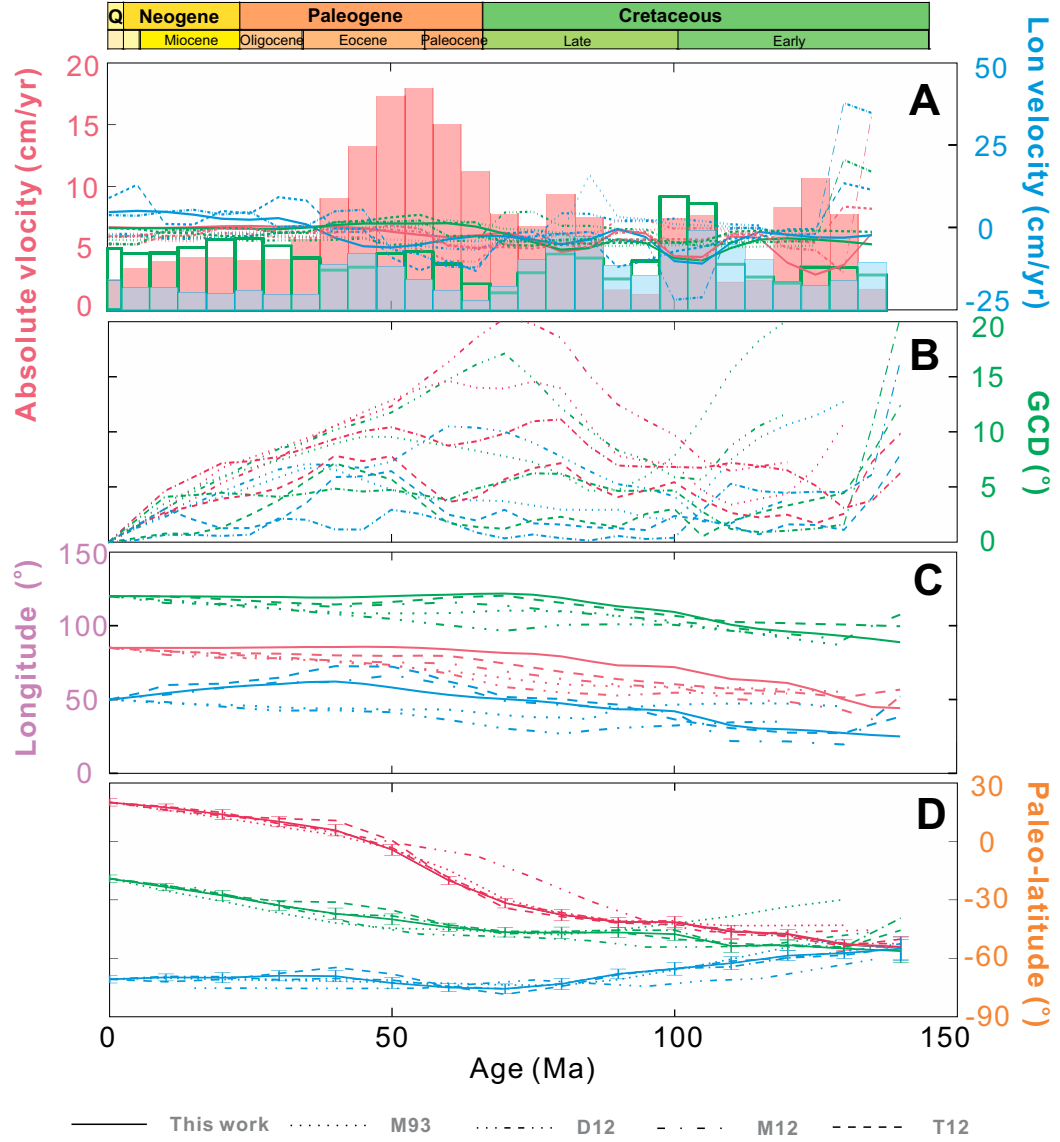 Q Neogene Paleogene Cretaceous
Miocene Oligocene Eocene Paleocene Late Early
20 15 10 5 0
Absolute vlocity (cm/yr)
A
50 25 0 -25
Lon velocity (cm/yr)
B
20 15 10 5 0
GCD (°)
150 100 50 0
Longitude (°)
C
D
30 0 -30 -60 -90
Paleo-latitude (°)
0 50 100 150
Age (Ma)
This work M93 D12 M12 T12